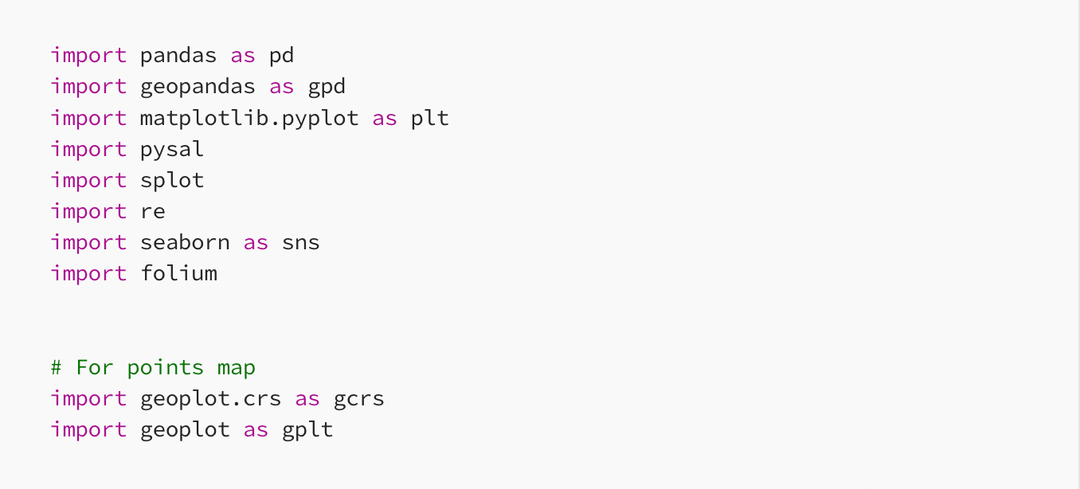 import pandas as pd
import geopandas as gpd
import matplotlib.pyplot as plt
import pysal
import splot
import re
import seaborn as sns
import folium
# For points map
import geoplot.crs as gcrs
import geoplot as gplt